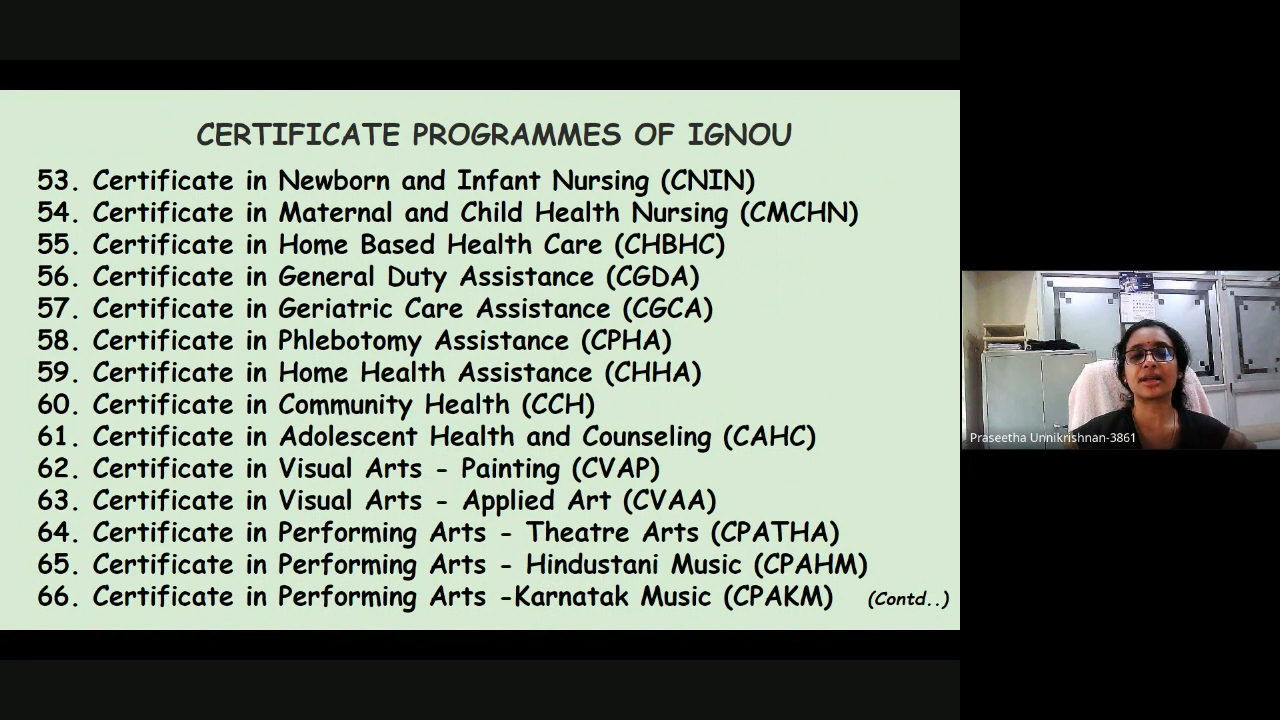 CERTIFICATE PROGRAMMES OF IGNOU
53. Certificate in Newborn and Infant Nursing (CNIN)
54. Certificate in Maternal and Child Health Nursing (CMCHN)
55. Certificate in Home Based Health Care (CHBHC)
56. Certificate in General Duty Assistance (CGDA)
57. Certificate in Geriatric Care Assistance (CGCA)
58. Certificate in Phlebotomy Assistance (CPHA)
59. Certificate in Home Health Assistance (CHHA)
60. Certificate in Community Health (CCH)
61. Certificate in Adolescent Health and Counseling (CAHC)
62. Certificate in Visual Arts - Painting (CVAP)
63. Certificate in Visual Arts - Applied Art (CVAA)
64. Certificate in Performing Arts - Theatre Arts (CPATHA)
65. Certificate in Performing Arts - Hindustani Music (CPAHM)
66. Certificate in Performing Arts -Karnatak Music (CPAKM) (Contd..)
Praseetha Unnikrishnan-3861